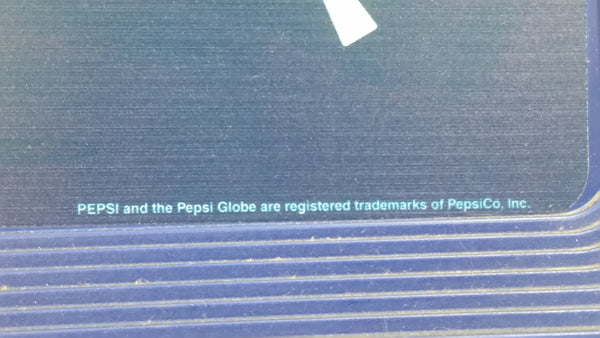 PEPSI and the Pepsi Globe are registered trademarks of PepsiCo, Inc.